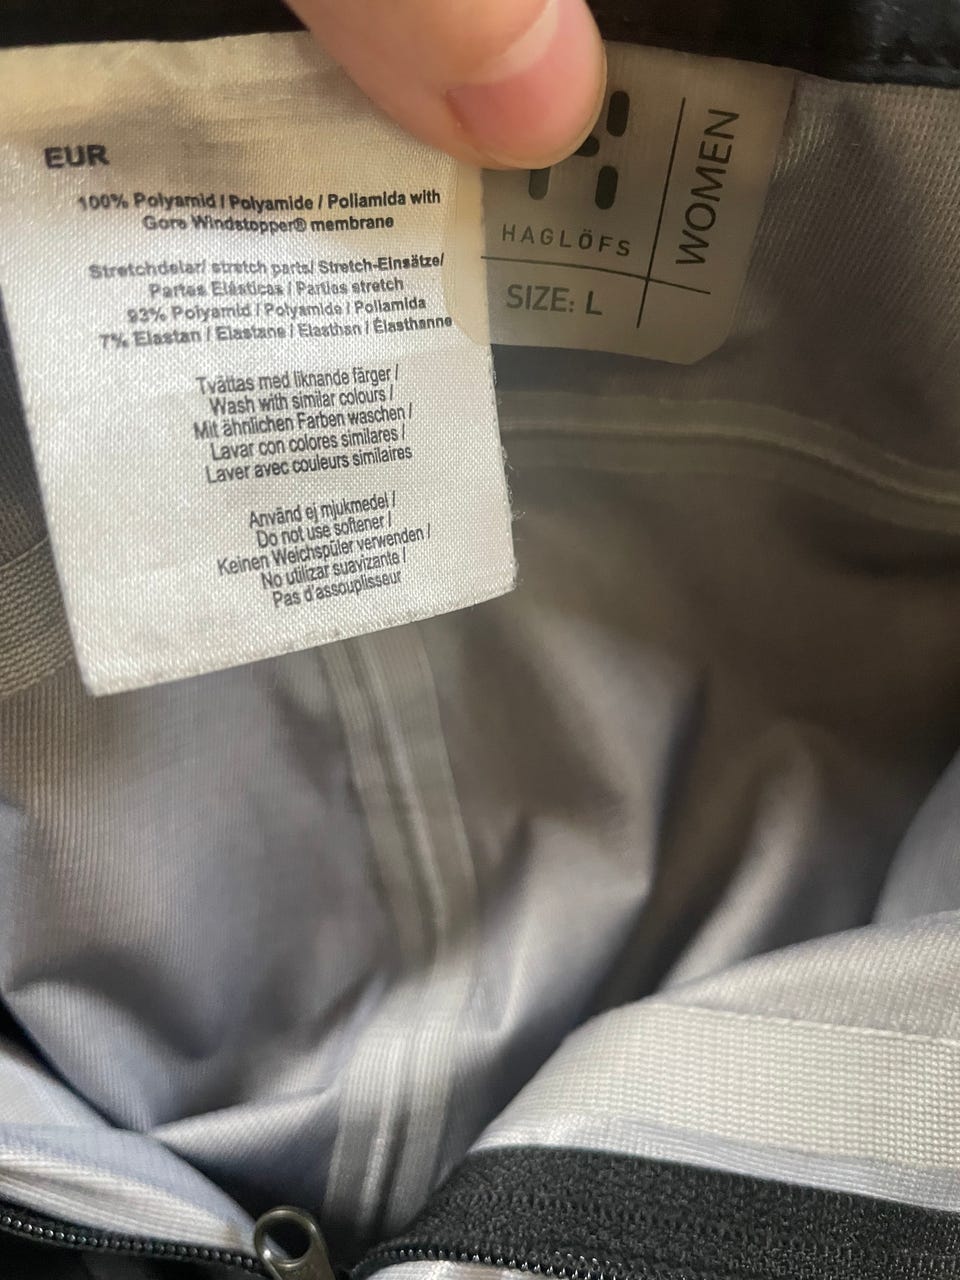 EUR
100% Polyamid / Polyamide / Poliamida with
Gore Windstopper® membrane
Stretchdelar/ stretch parts/ Stretch-Einsätze/
Partes Elásticas / Parties stretch
93% Polyamid / Polyamide / Poliamida
7% Elastan / Elastane / Elasthan / Élasthanne
Tvättas med liknande färger /
Wash with similar colours /
Mit ähnlichen Farben waschen /
Lavar con colores similares /
Laver avec couleurs similaires
Använd ej mjukmedel /
Do not use softener /
Keinen Weichspüler verwenden /
No utilizar suavizante /
Pas d'assouplisseur
HAGLÖFS
SIZE: L
WOMEN